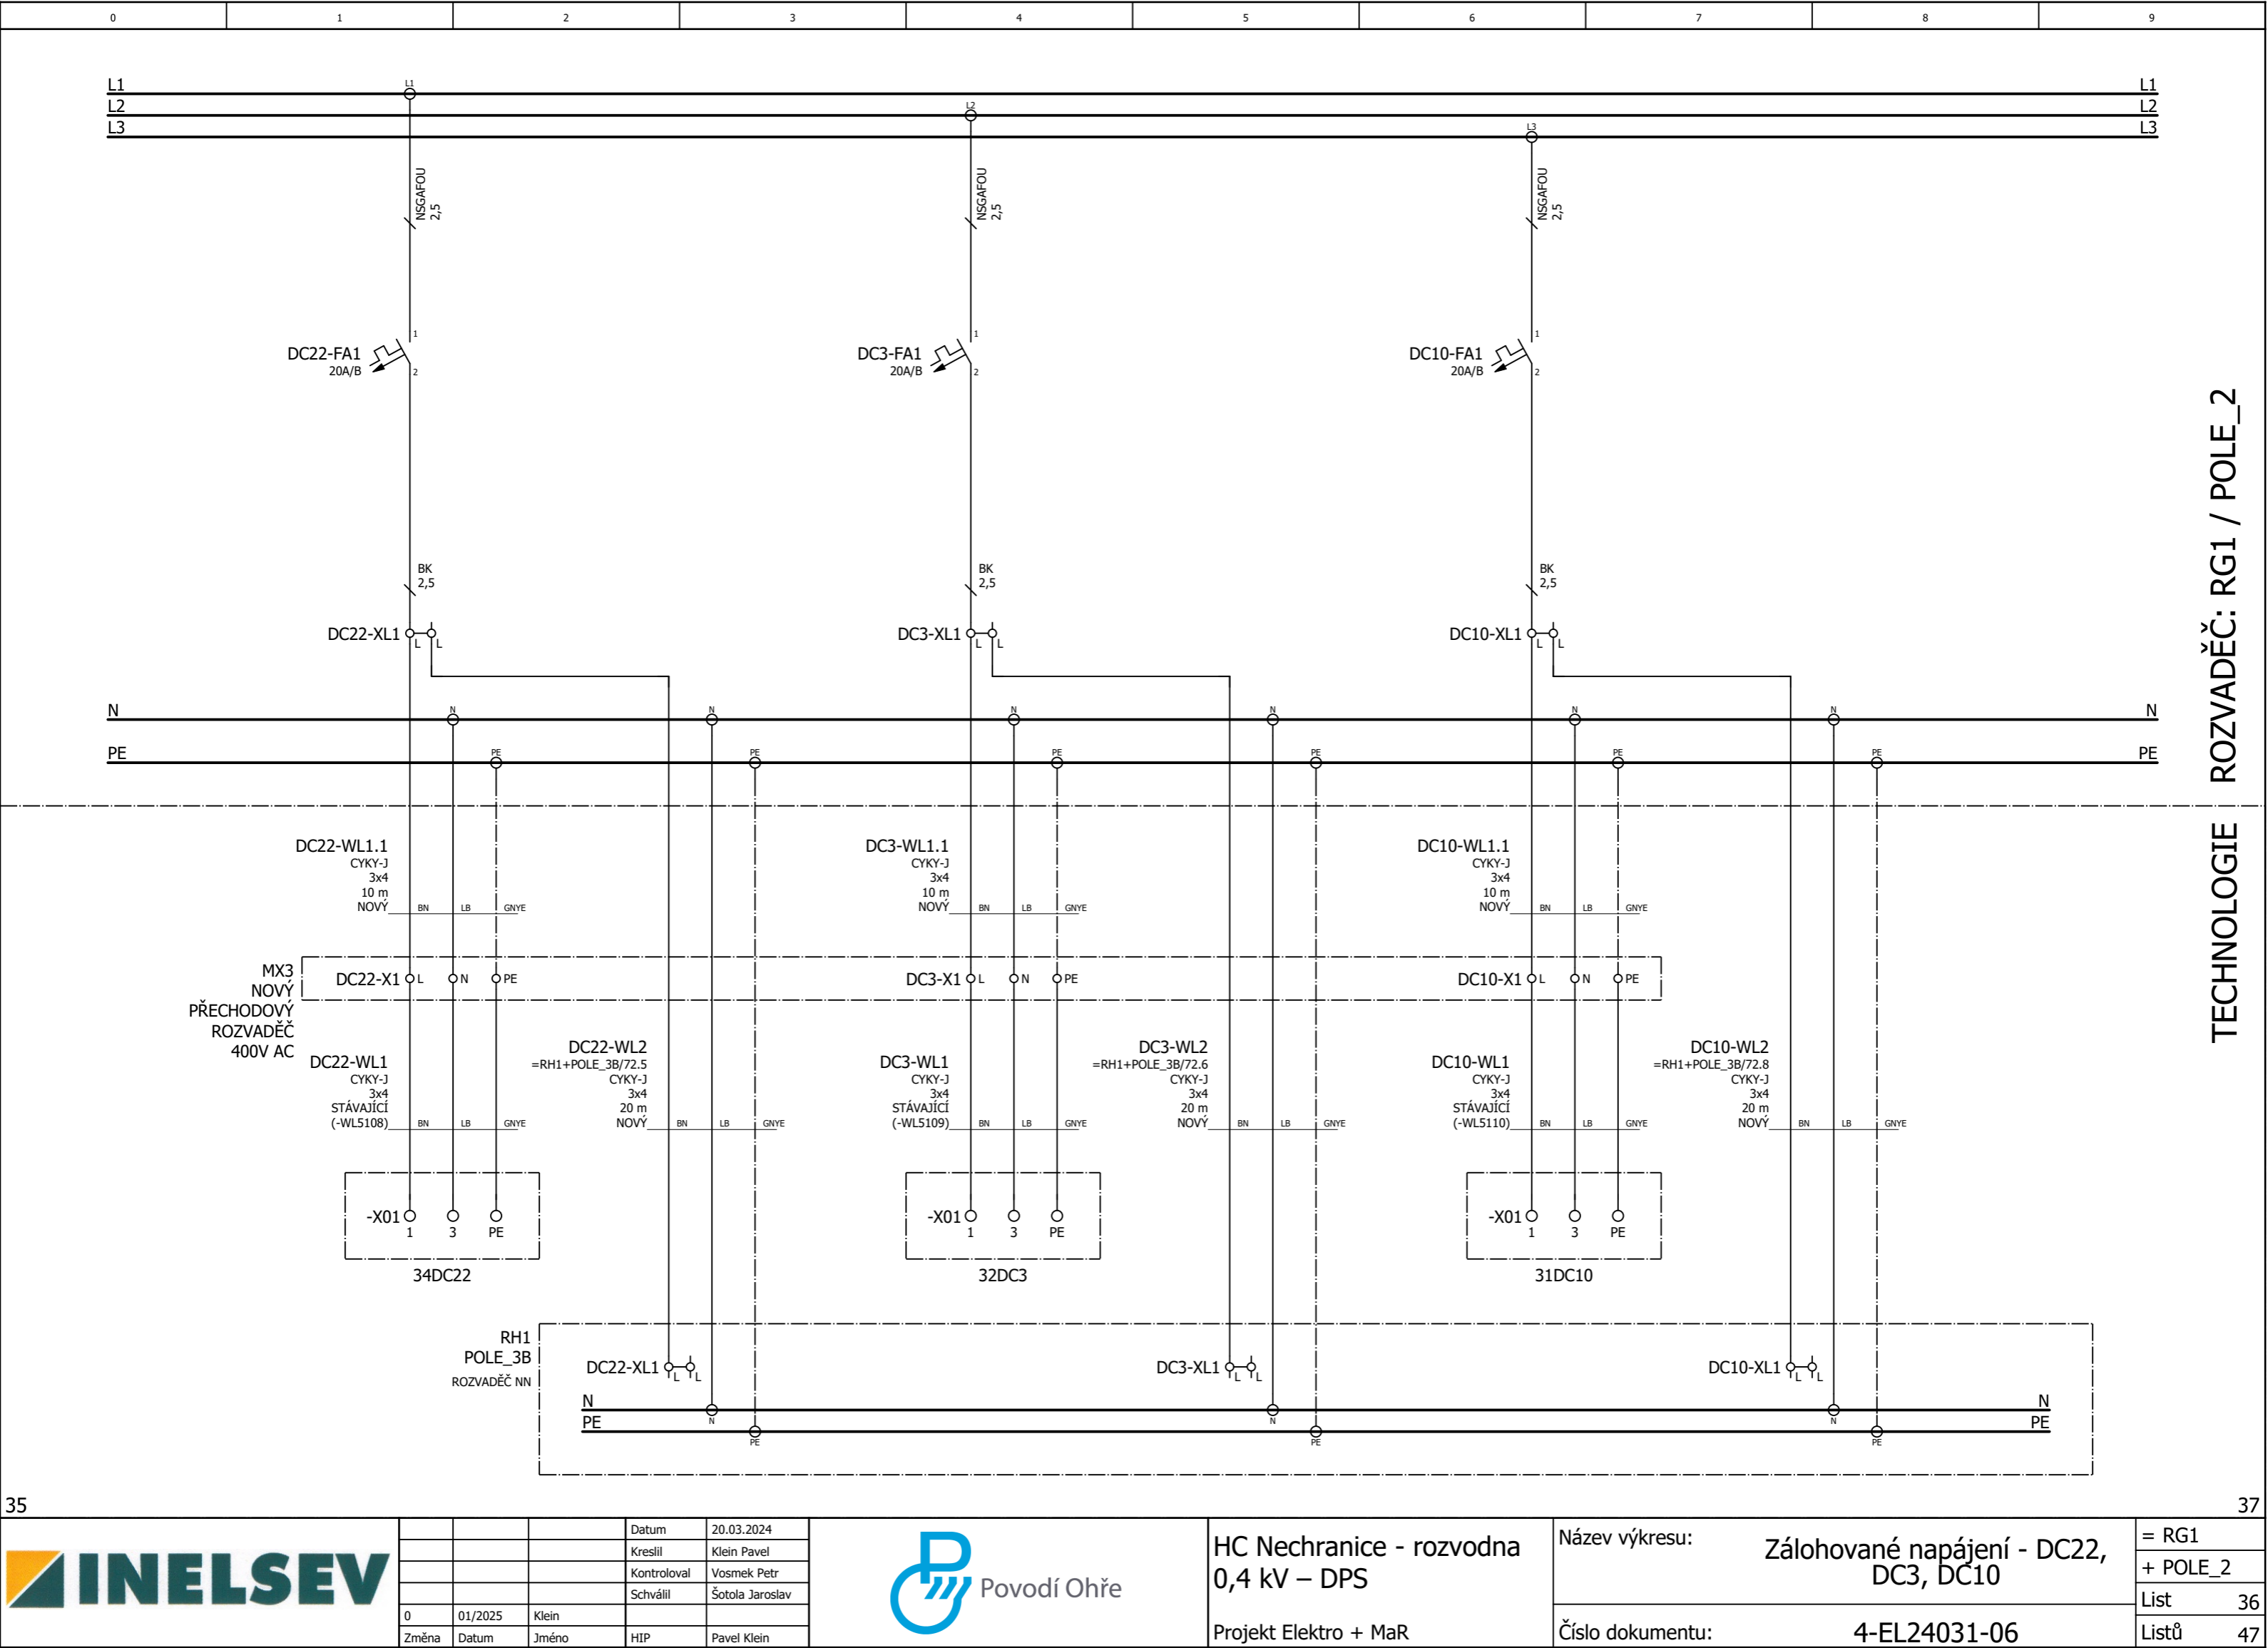 0 1 2 3 4 5 6 7 8 9
L1 L1 L1
L2 L2 L2
L3 L3 L3
NSGAFOU 2,5 NSGAFOU 2,5 NSGAFOU 2,5
1 1 1
DC22-FA1 DC3-FA1 DC10-FA1
20A/B 20A/B 20A/B
2 2 2
BK BK BK
2,5 2,5 2,5
DC22-XL1 L L DC3-XL1 L L DC10-XL1 L L
N N N N N N N N
PE PE PE PE PE PE PE PE
ROZVADĚČ: RG1 / POLE_2
TECHNOLOGIE
DC22-WL1.1 DC3-WL1.1 DC10-WL1.1
CYKY-J CYKY-J CYKY-J
3x4 3x4 3x4
10 m 10 m 10 m
NOVÝ BN LB GNYE NOVÝ BN LB GNYE NOVÝ BN LB GNYE
MX3
NOVÝ
PŘECHODOVÝ
ROZVADĚČ
400V AC
DC22-X1 L N PE DC3-X1 L N PE DC10-X1 L N PE
DC22-WL1
CYKY-J
3x4
STÁVAJÍCÍ
(-WL5108) BN LB GNYE
DC22-WL2
=RH1+POLE_3B/72.5
CYKY-J
3x4
20 m
NOVÝ BN LB GNYE
DC3-WL1
CYKY-J
3x4
STÁVAJÍCÍ
(-WL5109) BN LB GNYE
DC3-WL2
=RH1+POLE_3B/72.6
CYKY-J
3x4
20 m
NOVÝ BN LB GNYE
DC10-WL1
CYKY-J
3x4
STÁVAJÍCÍ
(-WL5110) BN LB GNYE
DC10-WL2
=RH1+POLE_3B/72.8
CYKY-J
3x4
20 m
NOVÝ BN LB GNYE
-X01 -X01 -X01
1 3 PE 1 3 PE 1 3 PE
34DC22 32DC3 31DC10
RH1
POLE_3B
ROZVADĚČ NN
DC22-XL1 L L DC3-XL1 L L DC10-XL1 L L
N N N N N
PE PE PE PE PE
35 37
INELSEV
Datum 20.03.2024
Kreslil Klein Pavel
Kontroloval Vosmek Petr
Schválil Šotola Jaroslav
0 01/2025 Klein
Změna Datum Jméno HIP Pavel Klein
Povodí Ohře
HC Nechranice - rozvodna
0,4 kV – DPS
Projekt Elektro + MaR
Název výkresu: Zálohované napájení - DC22,
DC3, DC10
Číslo dokumentu: 4-EL24031-06
= RG1
+ POLE_2
List 36
Listů 47